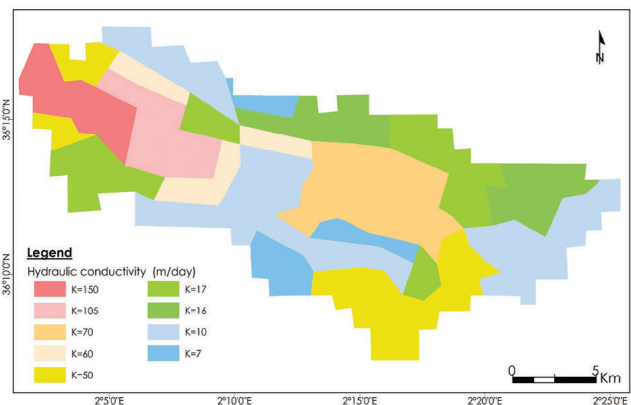 N
36°15'0"N
36°10'0"N
Legend
Hydraulic conductivity (m/day)
K=150 K=17
K=105 K=16
K=70 K=10
K=60 K=7
K=50
0 5
Km
2°5'0"E 2°10'0"E 2°15'0"E 2°20'0"E 2°25'0"E